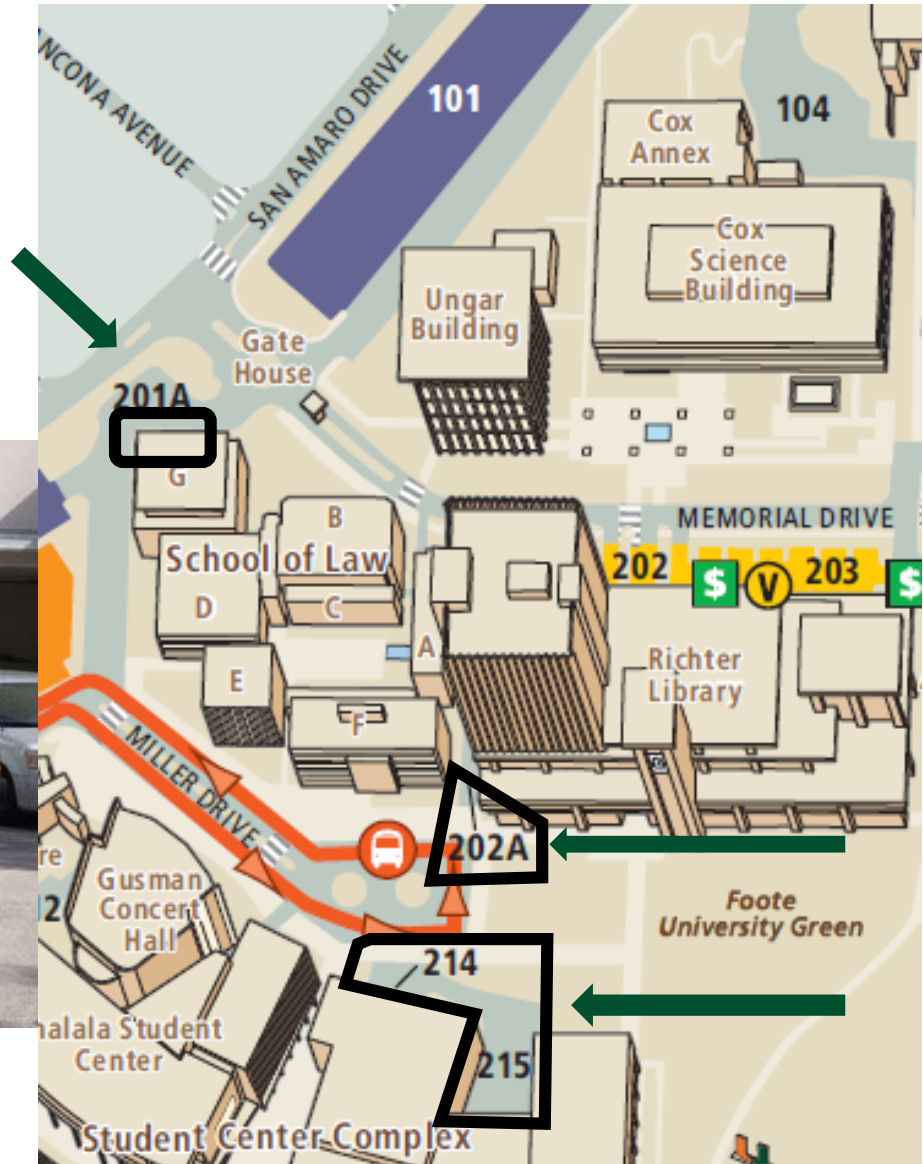 ANCONA AVENUE
SAN AMARO DRIVE
101
104
Cox
Annex
Cox
Science
Building
Ungar
Building
Gate
House
201A
G
B
School of Law
D
C
E
A
F
MEMORIAL DRIVE
202
$
V
203
$
Richter
Library
MILLER DRIVE
202A
Gusman
Concert
Hall
Foote
University Green
214
215
Student
Center
Student Center Complex